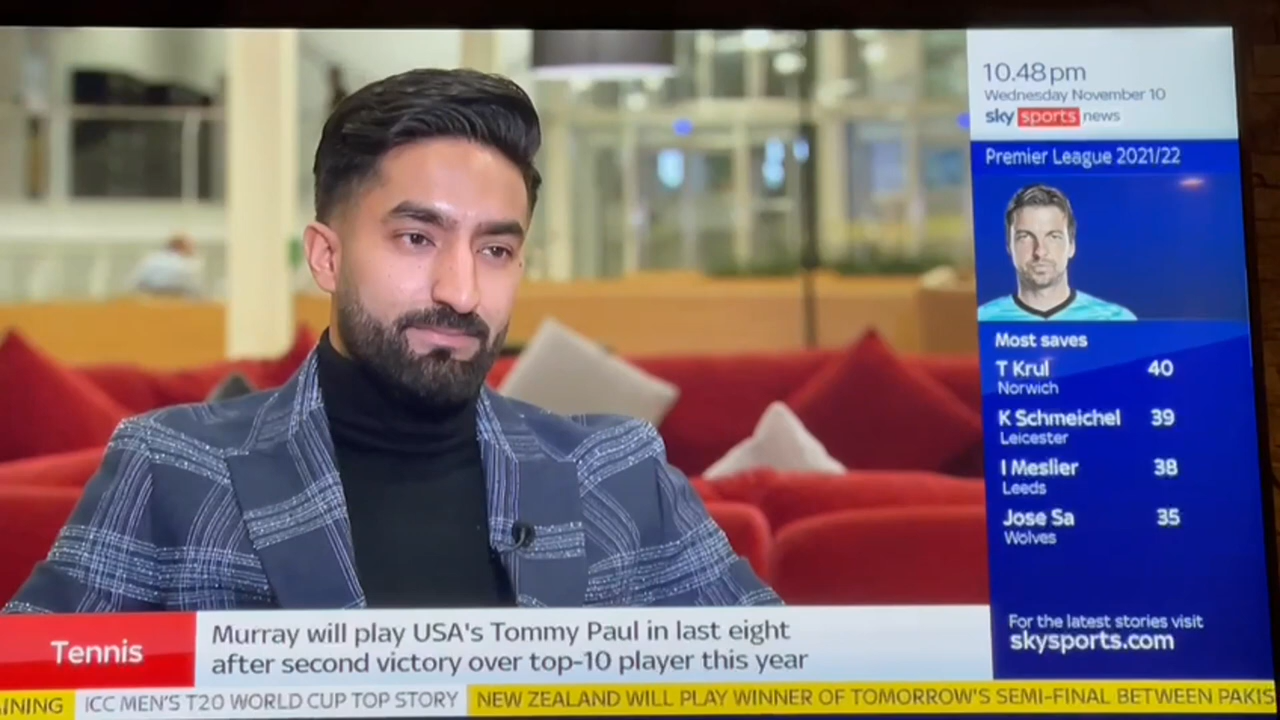 10.48pm
Wednesday November 10
sky sports news
Premier League 2021/22
Most saves
T Krul 40
Norwich
K Schmeichel 39
Leicester
I Meslier 38
Leeds
Jose Sa 35
Wolves
For the latest stories visit
skysports.com
Tennis
Murray will play USA's Tommy Paul in last eight
after second victory over top-10 player this year
INING ICC MEN'S T20 WORLD CUP TOP STORY NEW ZEALAND WILL PLAY WINNER OF TOMORROW'S SEMI-FINAL BETWEEN PAKIS